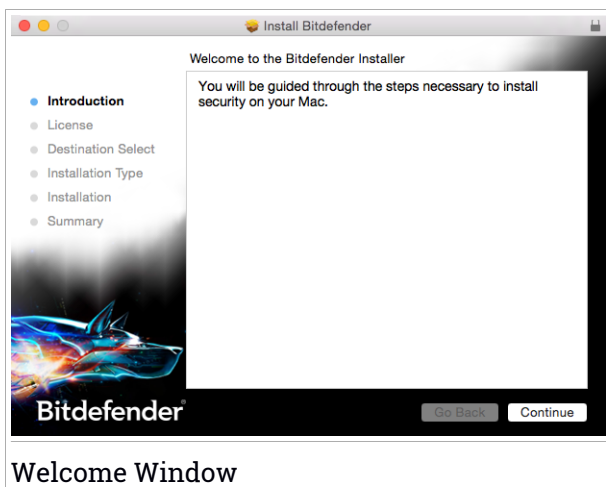 Install Bitdefender
Welcome to the Bitdefender Installer
You will be guided through the steps necessary to install
security on your Mac.
Introduction
License
Destination Select
Installation Type
Installation
Summary
Bitdefender
Go Back
Continue
Welcome Window